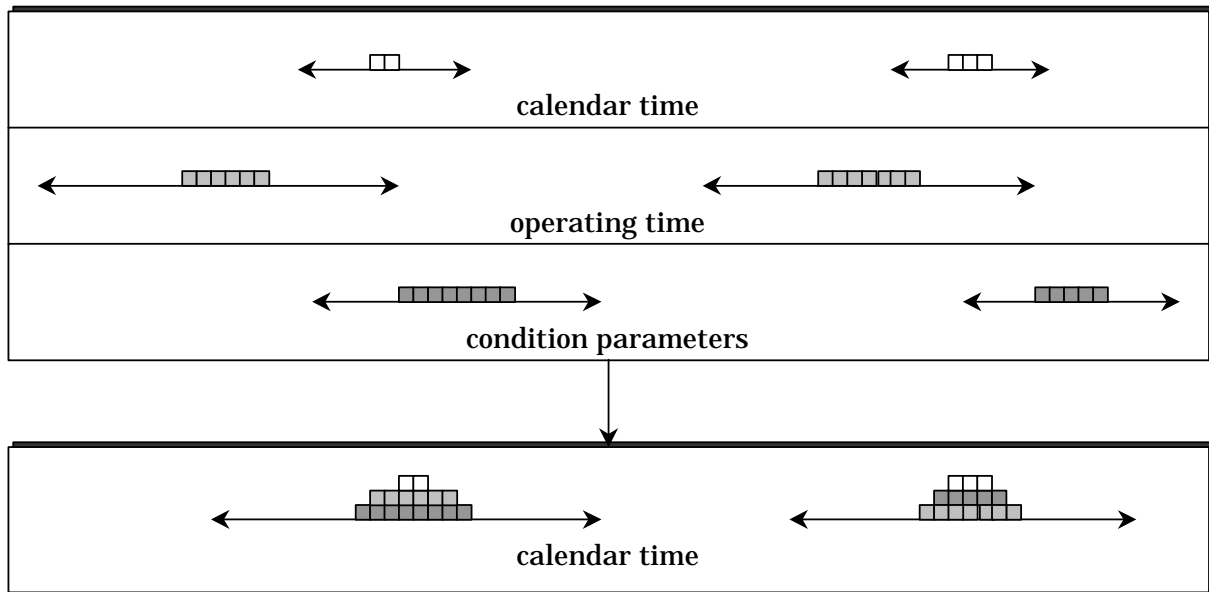 calendar time
operating time
condition parameters
calendar time